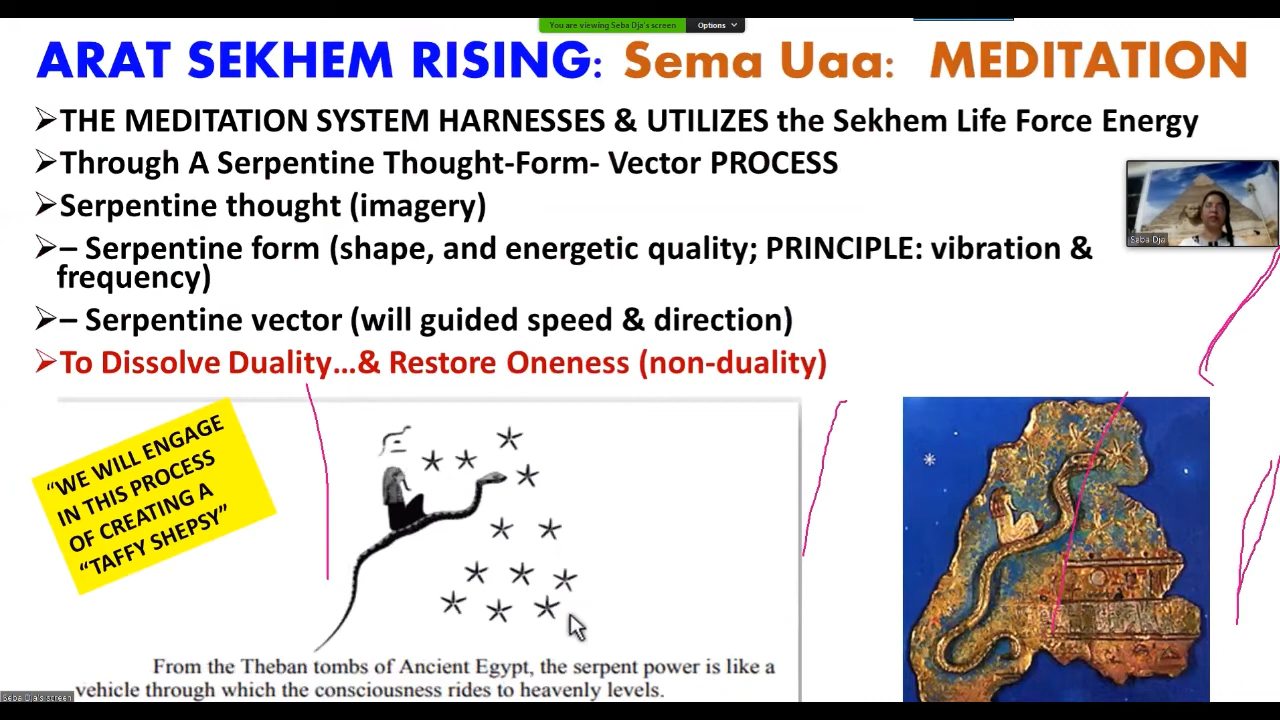 You are viewing Seba Dja's screen Options
ARAT SEKHEM RISING: Sema Uaa: MEDITATION
➢THE MEDITATION SYSTEM HARNESSES & UTILIZES the Sekhem Life Force Energy
➢Through A Serpentine Thought-Form- Vector PROCESS
➢Serpentine thought (imagery)
➢– Serpentine form (shape, and energetic quality; PRINCIPLE: vibration &
frequency)
➢– Serpentine vector (will guided speed & direction)
➢To Dissolve Duality...& Restore Oneness (non-duality)
Seba Dja
“WE WILL ENGAGE
IN THIS PROCESS
OF CREATING A
“TAFFY SHEPSY”
From the Theban tombs of Ancient Egypt, the serpent power is like a
vehicle through which the consciousness rides to heavenly levels.
Seba Dja's screen